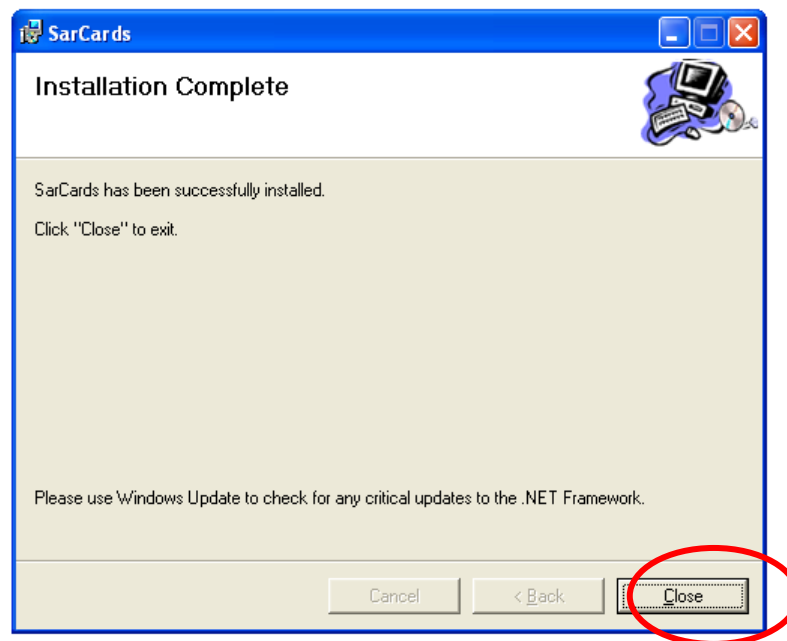 SarCards
Installation Complete
SarCards has been successfully installed.
Click "Close" to exit.
Please use Windows Update to check for any critical updates to the .NET Framework.
Cancel < Back Close